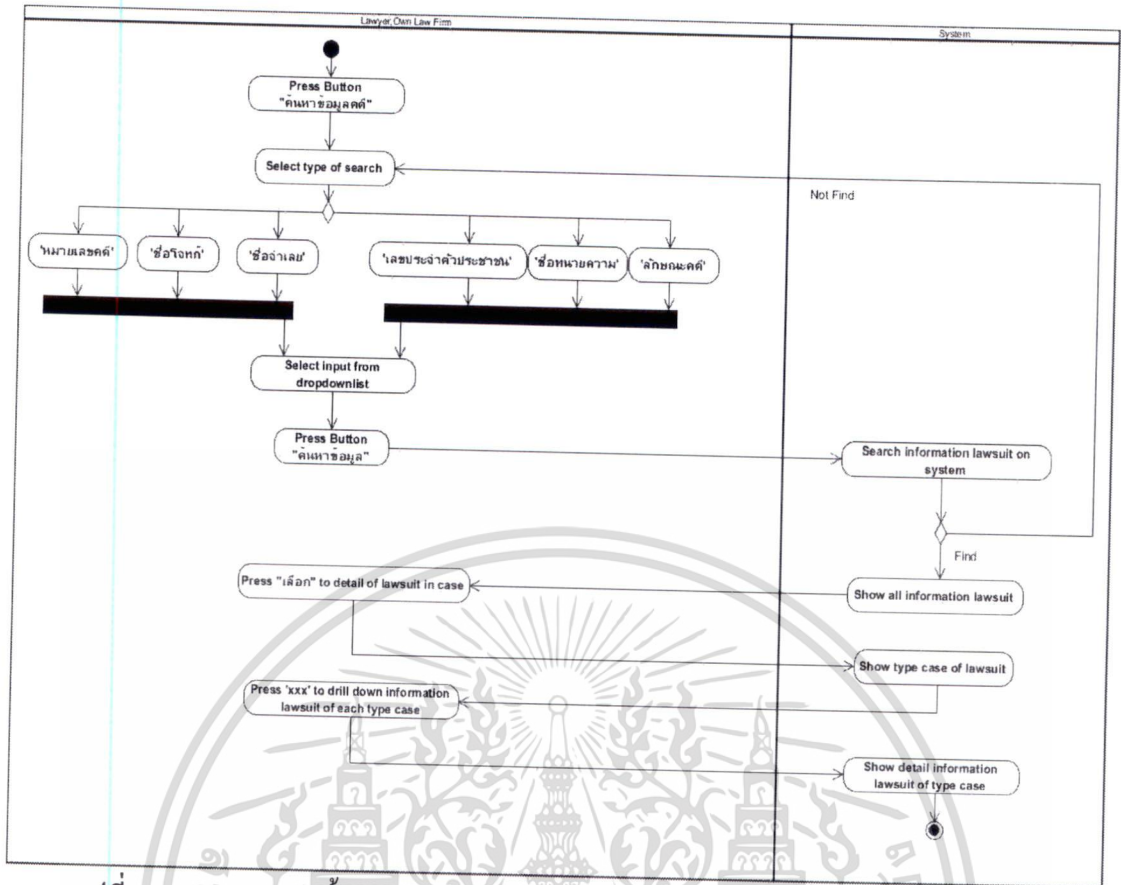 Lawyer,Own Law Firm
System
Press Button
"ค้นหาข้อมูลคดี"
Select type of search
Not Find
'หมายเลขคดี'
'ชื่อโจทก์'
'ชื่อจำเลย'
'เลขประจำตัวประชาชน'
'ชื่อทนายความ'
'ลักษณะคดี'
Select input from
dropdownlist
Press Button
"ค้นหาข้อมูล"
Search information lawsuit on
system
Find
Press "เลือก" to detail of lawsuit in case
Show all information lawsuit
Show type case of lawsuit
Press 'xxx' to drill down information
lawsuit of each type case
Show detail information
lawsuit of type case